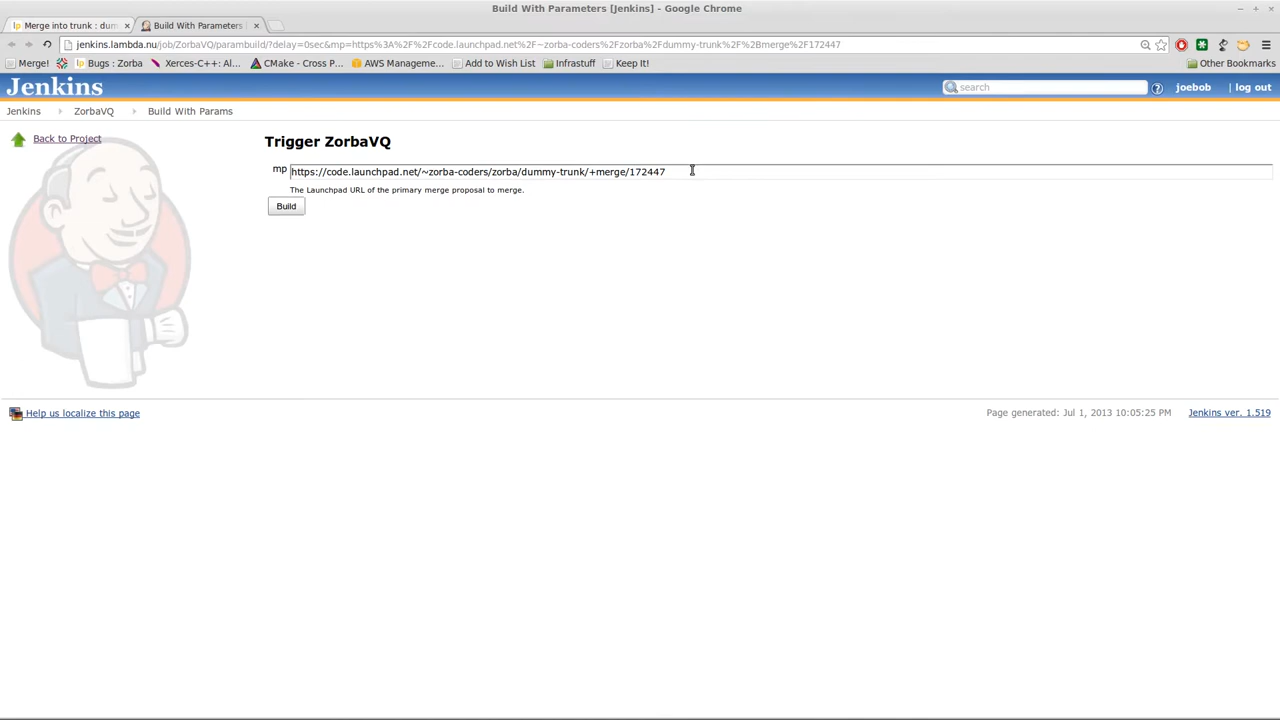 Build With Parameters [Jenkins] - Google Chrome
Merge into trunk : dum
Build With Parameters
jenkins.lambda.nu/job/ZorbaVQ/parambuild/?delay=0sec&mp=https%3A%2F%2Fcode.launchpad.net%2F~zorba-coders%2Fzorba%2Fdummy-trunk%2F%2Bmerge%2F172447
Merge!
Bugs : Zorba
Xerces-C++: Al...
CMake - Cross P...
AWS Manageme...
Add to Wish List
Infrastuff
Keep It!
Other Bookmarks
Jenkins
search
joebob
| log out
Jenkins
ZorbaVQ
Build With Params
Back to Project
Trigger ZorbaVQ
mp https://code.launchpad.net/~zorba-coders/zorba/dummy-trunk/+merge/172447
The Launchpad URL of the primary merge proposal to merge.
Build
Help us localize this page
Page generated: Jul 1, 2013 10:05:25 PM
Jenkins ver. 1.519